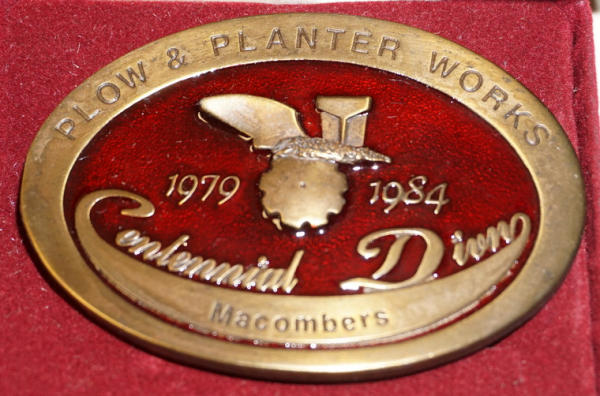 PLOW & PLANTER WORKS
1979 1984
Centennial Divn
Macombers